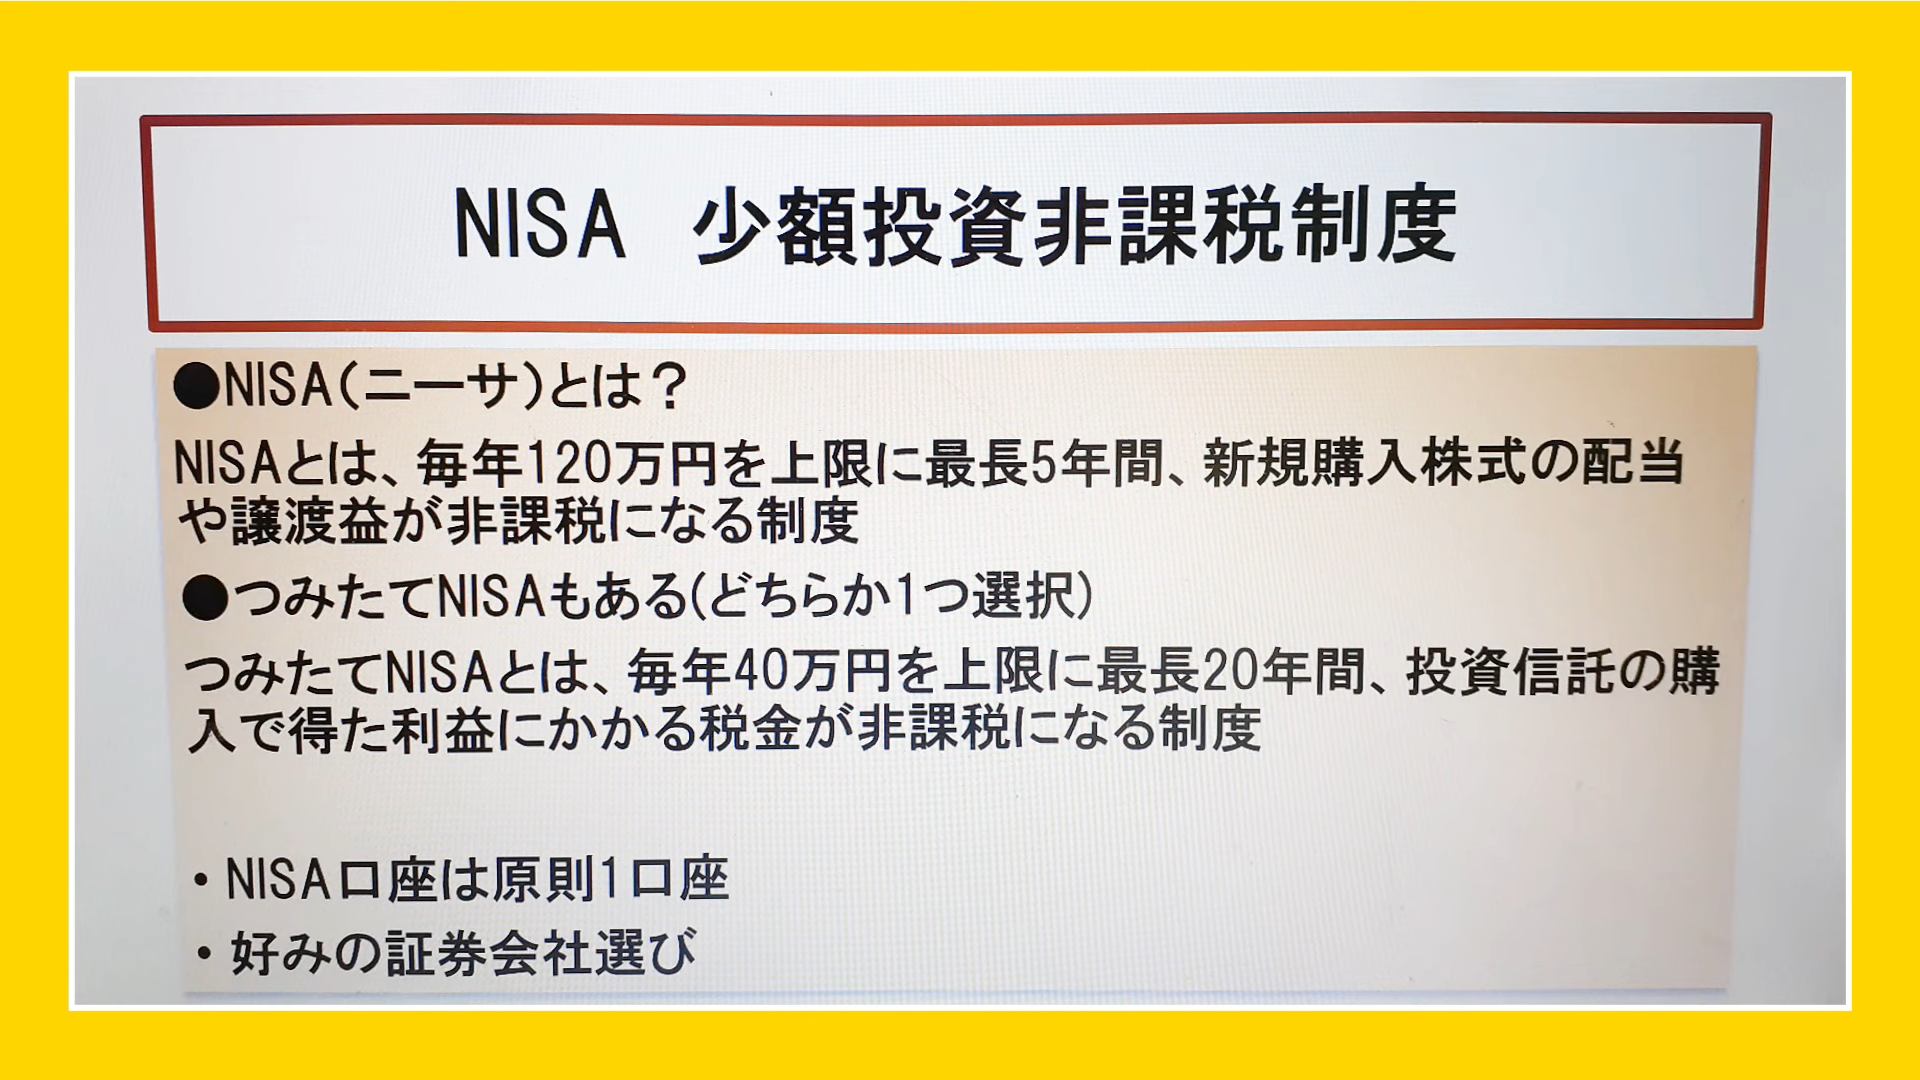 NISA　少額投資非課税制度
●NISA（ニーサ）とは？
NISAとは、毎年120万円を上限に最長5年間、新規購入株式の配当
や譲渡益が非課税になる制度
●つみたてNISAもある(どちらか1つ選択)
つみたてNISAとは、毎年40万円を上限に最長20年間、投資信託の購
入で得た利益にかかる税金が非課税になる制度
・NISA口座は原則1口座
・好みの証券会社選び